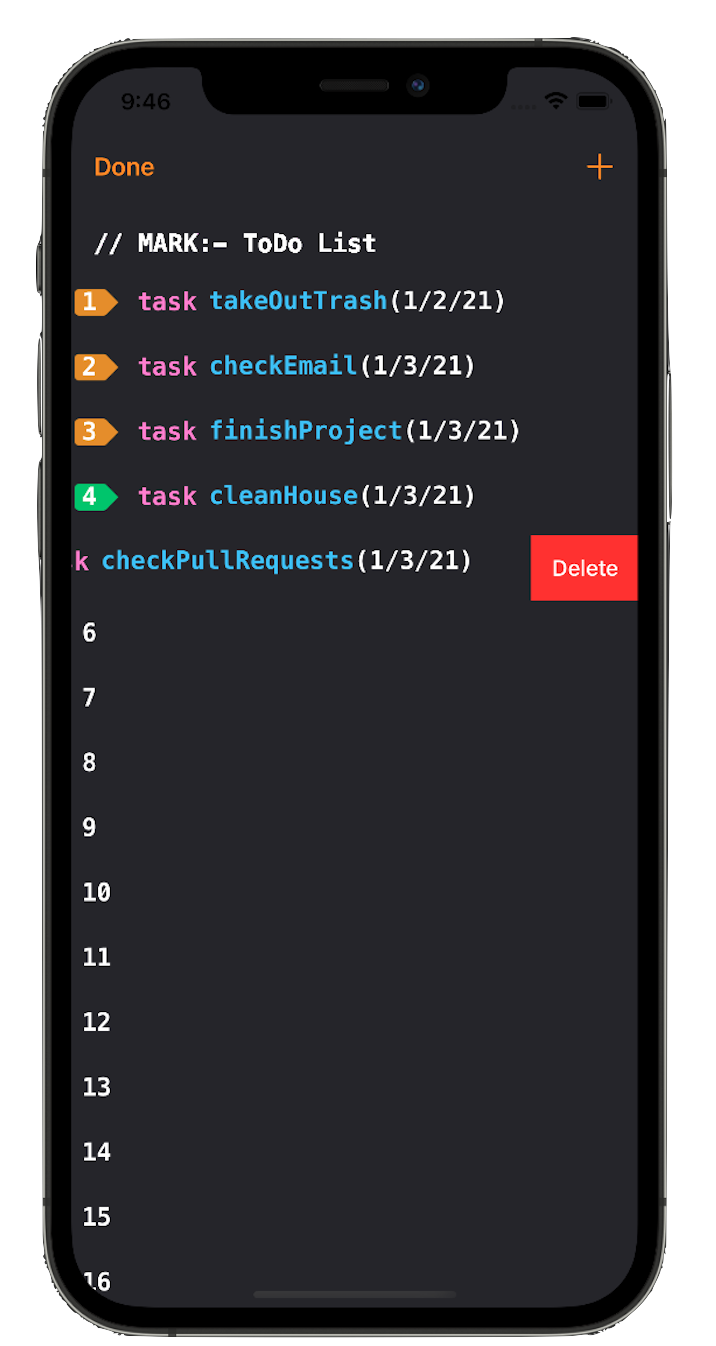 9:46
Done +
// MARK:- ToDo List
1 task takeOutTrash(1/2/21)
2 task checkEmail(1/3/21)
3 task finishProject(1/3/21)
4 task cleanHouse(1/3/21)
k checkPullRequests(1/3/21) Delete
6
7
8
9
10
11
12
13
14
15
16